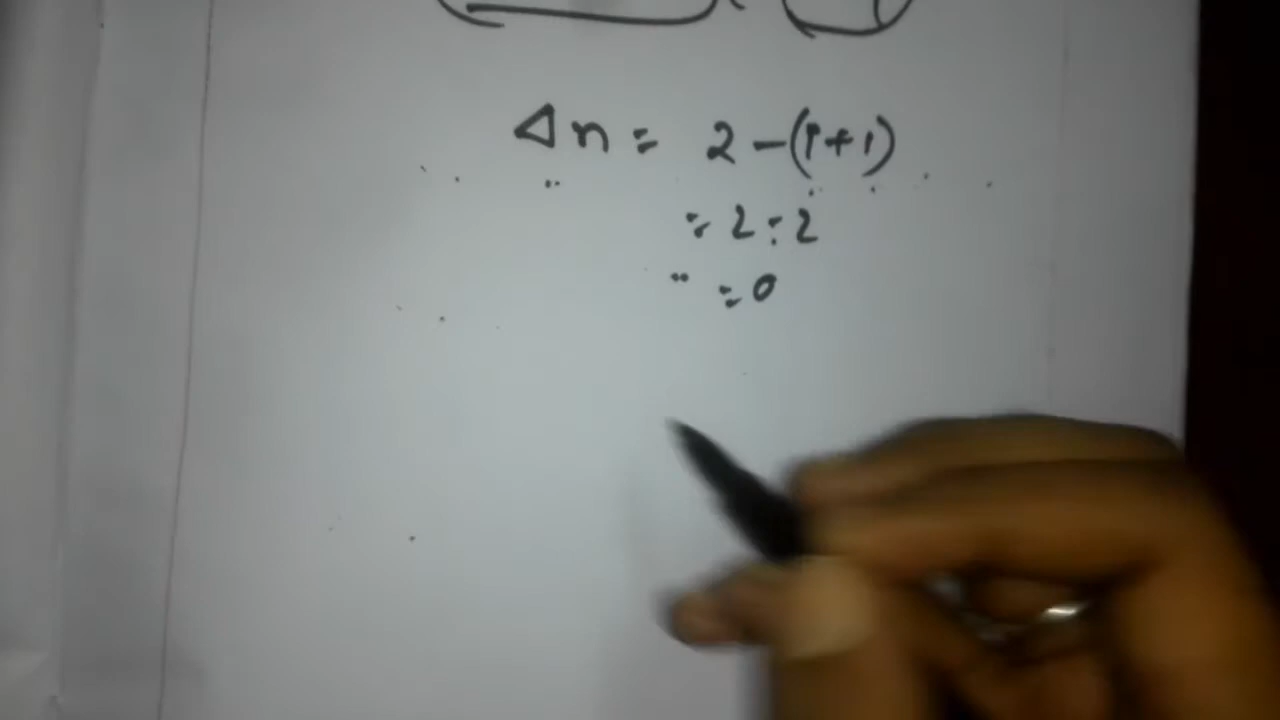 Δn = 2 - (1 + 1)
= 2 - 2
= 0